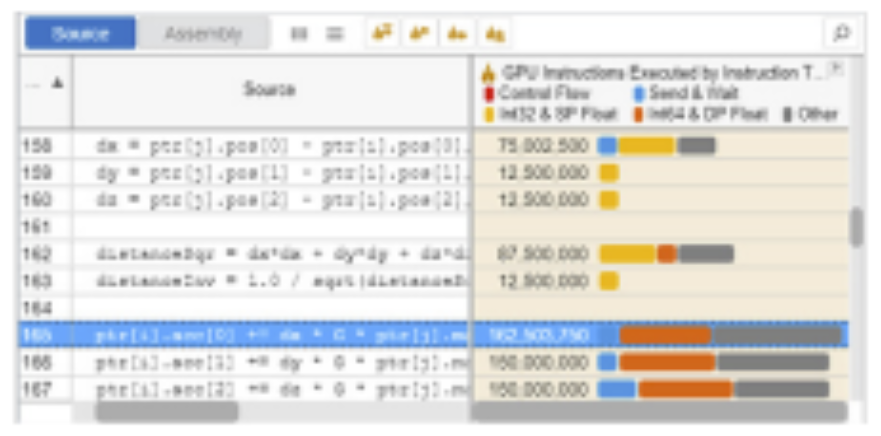 Source Assembly
... Source GPU Instructions Executed by Instruction T...
Control Flow Send & Wait
Int32 & SP Float Int64 & DP Float Other
158 dx = ptr[j].pos[0] - ptr[i].pos[0]. 75,002,500
159 dy = ptr[j].pos[1] - ptr[i].pos[1]. 12,500,000
160 dz = ptr[j].pos[2] - ptr[i].pos[2]. 12,500,000
161
162 distanceSqr = dx*dx + dy*dy + dz*d 87,500,000
163 distanceInv = 1.0 / sqrt(distanceS 12,500,000
164
165 ptr[i].acc[0] += dx * G * ptr[j].m 162,503,750
166 ptr[i].acc[1] += dy * G * ptr[j].m 150,000,000
167 ptr[i].acc[2] += dz * G * ptr[j].m 150,000,000